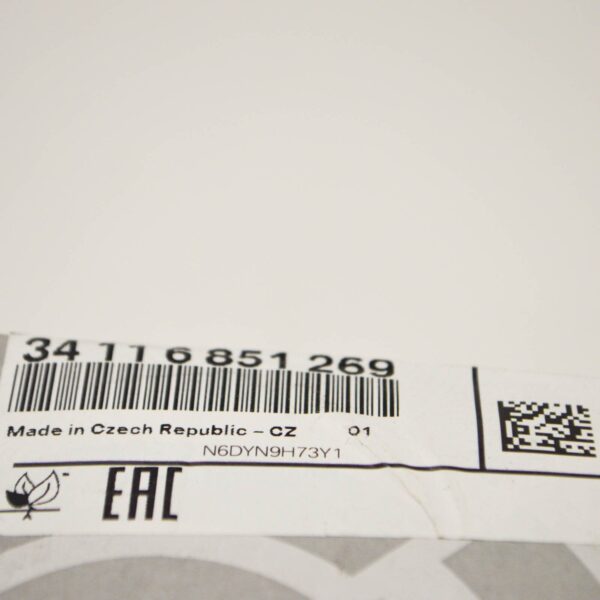 34 11 6 851 269
Made in Czech Republic – CZ 01
N6DYN9H73Y1
EAC